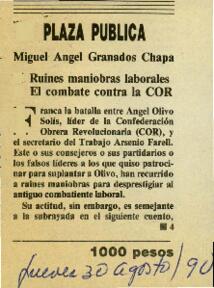 PLAZA PUBLICA
Miguel Angel Granados Chapa
Ruines maniobras laborales
El combate contra la COR
Franca la batalla entre Angel Olivo
Solís, líder de la Confederación
Obrera Revolucionaria (COR), y
el secretario del Trabajo Arsenio Farell.
Este o sus consejeros o sus partidarios o
los falsos líderes a los que quiso patroci-
nar para suplantar a Olivo, han recurrido
a ruines maniobras para desprestigiar al
antiguo combatiente laboral.
Su actitud, sin embargo, es semejante
a la subrayada en el siguiente cuento,
4
1000 pesos
jueves 30 agosto / 90